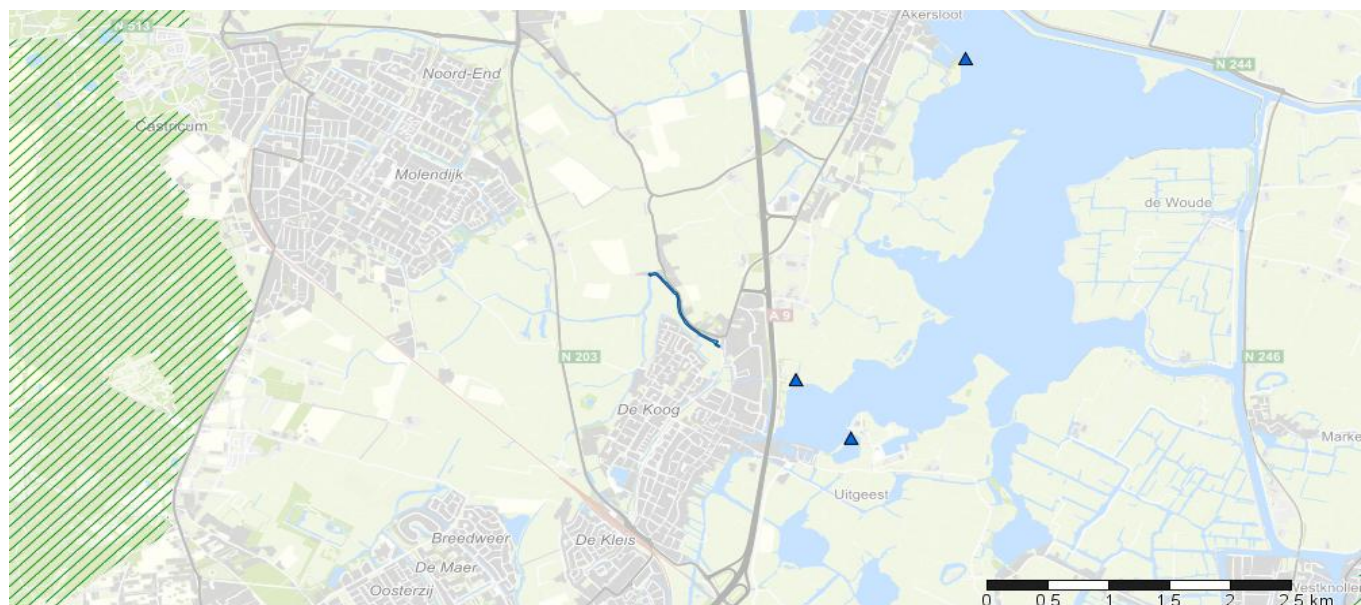 Akersloot
N 513
N 244
Noord-End
Castricum
Molendijk
de Woude
A 9
N 203
N 246
De Koog
Marke
Uitgeest
Breedweer
De Kleis
De Maer
Oosterzij
Westknolle
0 0.5 1 1.5 2 2.5 km